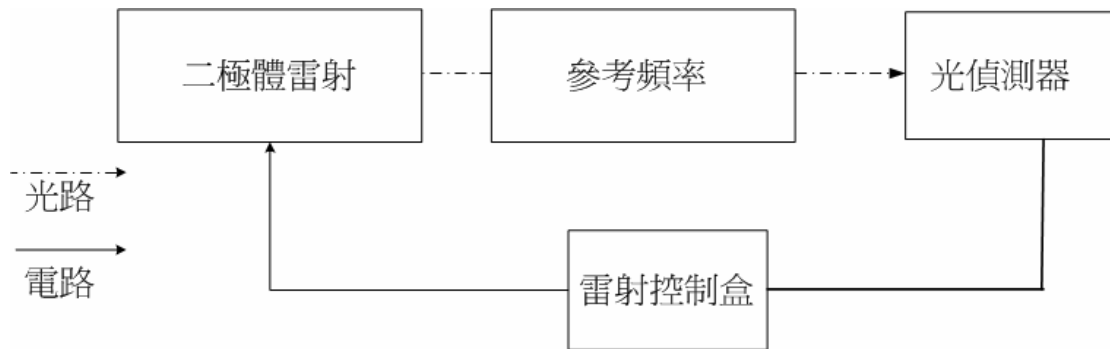 二極體雷射
參考頻率
光偵測器
光路
電路
雷射控制盒